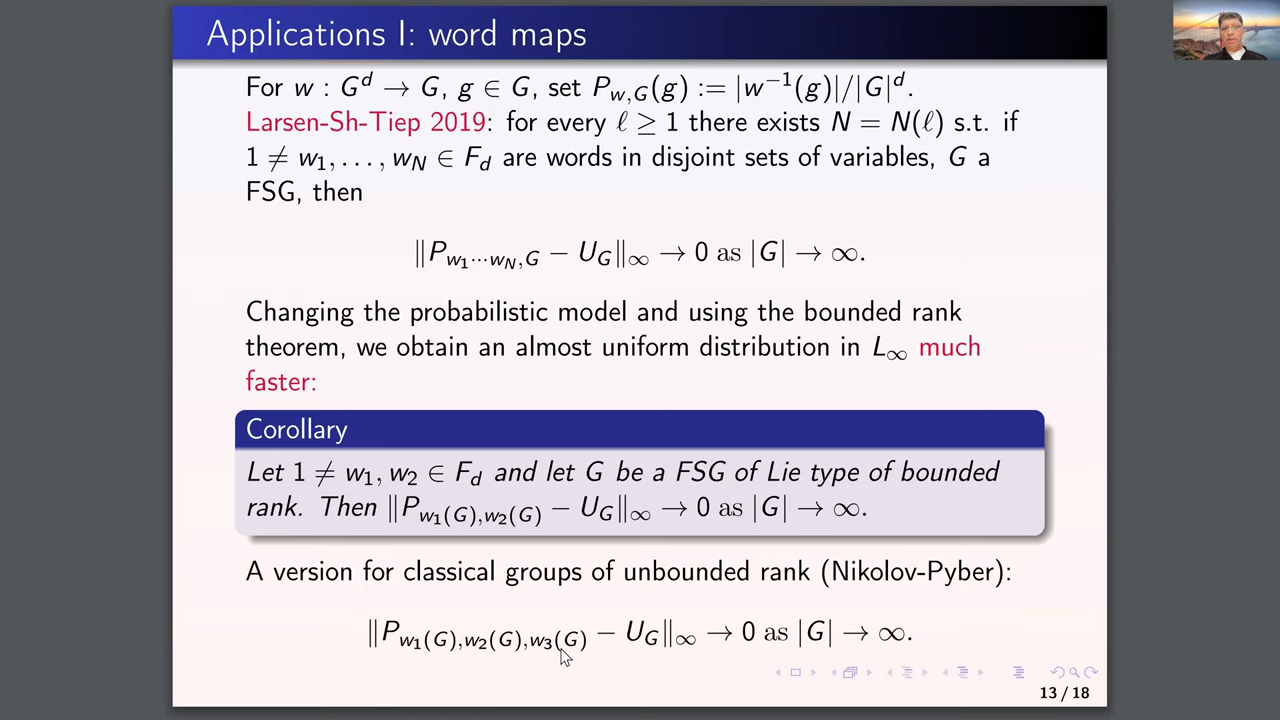 Applications I: word maps
For w : G^d → G, g ∈ G, set P_{w,G}(g) := |w^{−1}(g)|/|G|^d.
Larsen-Sh-Tiep 2019: for every ℓ ≥ 1 there exists N = N(ℓ) s.t. if
1 ≠ w_1, . . . , w_N ∈ F_d are words in disjoint sets of variables, G a
FSG, then
‖P_{w_1···w_N,G} − U_G‖_∞ → 0 as |G| → ∞.
Changing the probabilistic model and using the bounded rank
theorem, we obtain an almost uniform distribution in L_∞ much
faster:
Corollary
Let 1 ≠ w_1, w_2 ∈ F_d and let G be a FSG of Lie type of bounded
rank. Then ‖P_{w_1(G),w_2(G)} − U_G‖_∞ → 0 as |G| → ∞.
A version for classical groups of unbounded rank (Nikolov-Pyber):
‖P_{w_1(G),w_2(G),w_3(G)} − U_G‖_∞ → 0 as |G| → ∞.
13 / 18